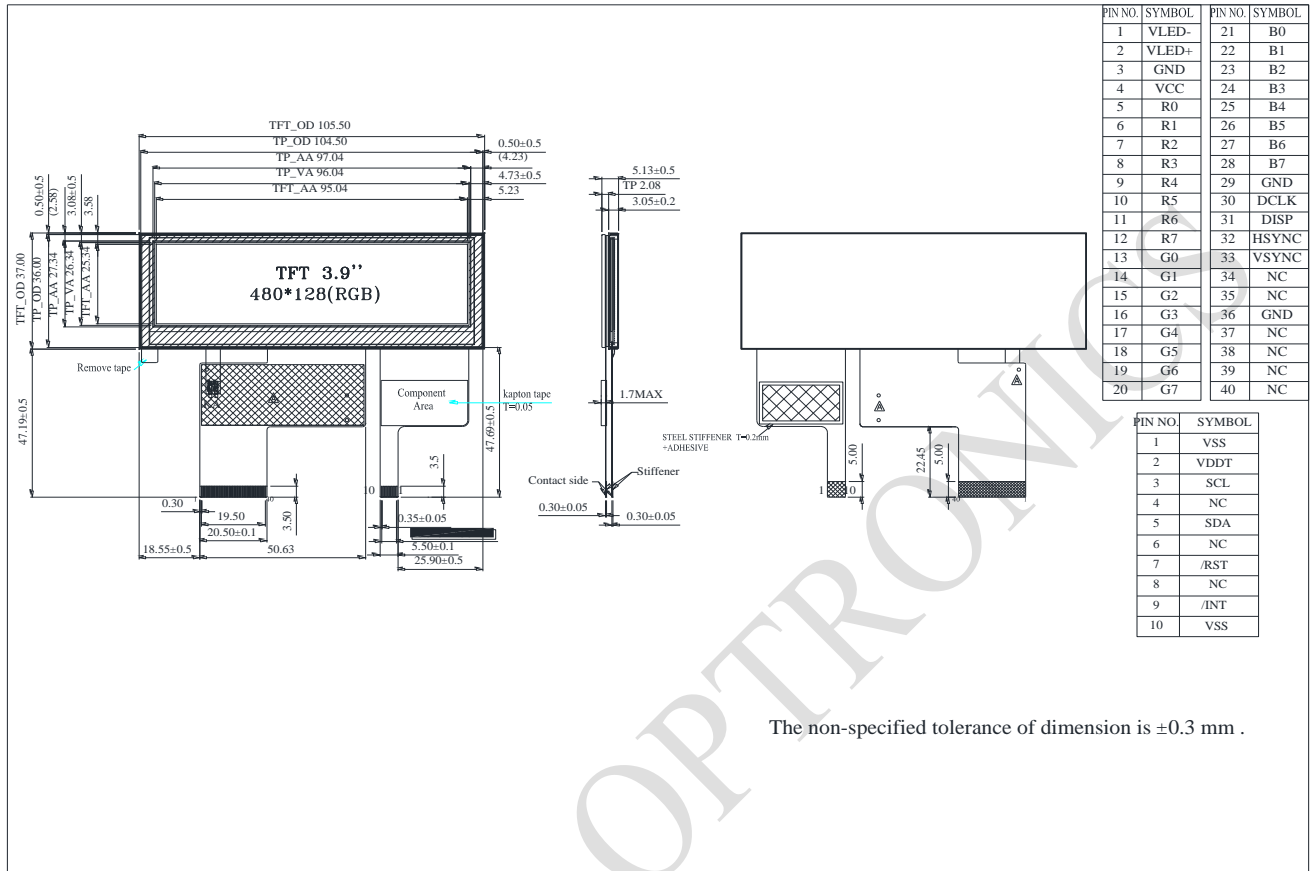 PIN NO. SYMBOL PIN NO. SYMBOL
1 VLED- 21 B0
2 VLED+ 22 B1
3 GND 23 B2
4 VCC 24 B3
5 R0 25 B4
6 R1 26 B5
7 R2 27 B6
8 R3 28 B7
9 R4 29 GND
10 R5 30 DCLK
11 R6 31 DISP
12 R7 32 HSYNC
13 G0 33 VSYNC
14 G1 34 NC
15 G2 35 NC
16 G3 36 GND
17 G4 37 NC
18 G5 38 NC
19 G6 39 NC
20 G7 40 NC
TFT_OD 105.50
TP_OD 104.50
TP_AA 97.04
TP_VA 96.04
TFT_AA 95.04
0.50±0.5
(4.23)
4.73±0.5
5.23
0.50±0.5
(2.58)
3.08±0.5
3.58
TFT_OD 37.00
TP_OD 36.00
TP_AA 27.34
TP_VA 26.34
TFT_AA 25.34
TFT 3.9''
480*128(RGB)
5.13±0.5
TP 2.08
3.05±0.2
Remove tape
Component
Area
kapton tape
T=0.05
47.19±0.5
47.69±0.5
3.5
10 1
0.30
19.50
20.50±0.1
3.50
18.55±0.5
50.63
0.35±0.05
5.50±0.1
25.90±0.5
1.7MAX
Contact side
Stiffener
0.30±0.05
0.30±0.05
STEEL STIFFENER T=0.2mm
+ADHESIVE
5.00
1 10
22.45
5.00
PIN NO. SYMBOL
1 VSS
2 VDDT
3 SCL
4 NC
5 SDA
6 NC
7 /RST
8 NC
9 /INT
10 VSS
The non-specified tolerance of dimension is ±0.3 mm .
OPTRONICS